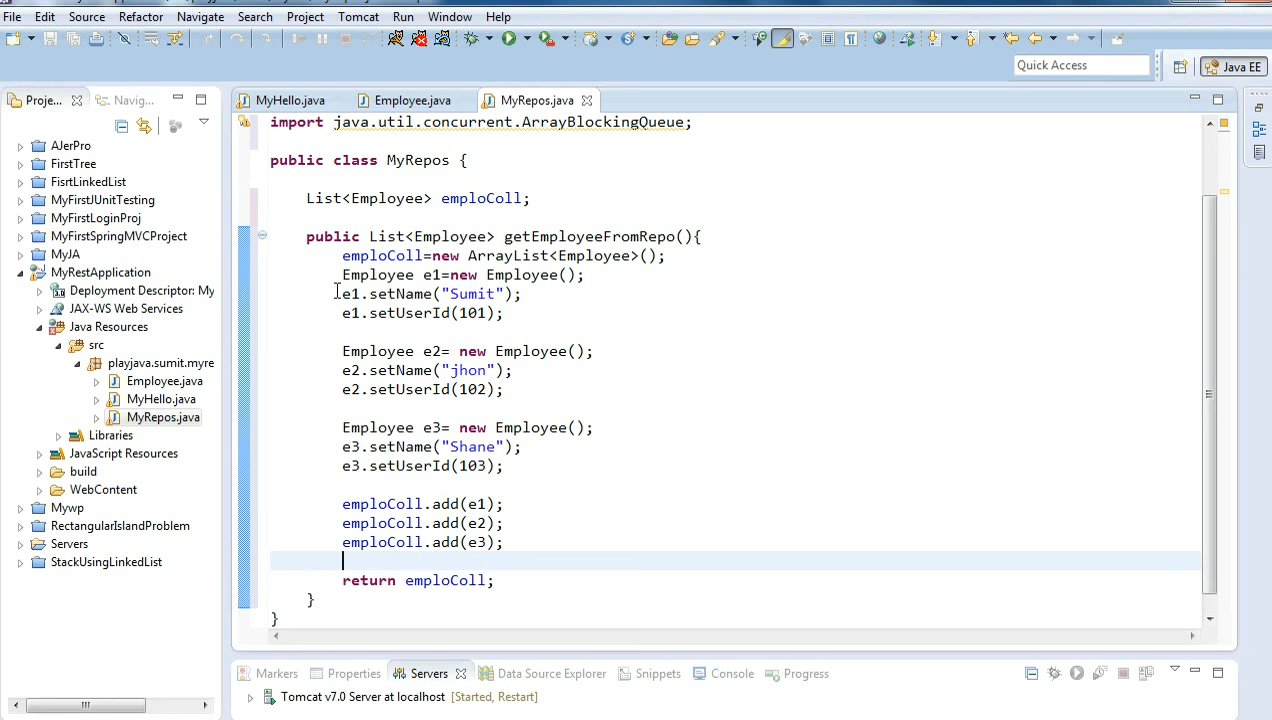 File Edit Source Refactor Navigate Search Project Tomcat Run Window Help
Quick Access
Java EE
Proje...
Navig...
MyHello.java
Employee.java
MyRepos.java
AJerPro
FirstTree
FisrtLinkedList
MyFirstJUnitTesting
MyFirstLoginProj
MyFirstSpringMVCProject
MyJA
MyRestApplication
Deployment Descriptor: My
JAX-WS Web Services
Java Resources
src
playjava.sumit.myre
Employee.java
MyHello.java
MyRepos.java
Libraries
JavaScript Resources
build
WebContent
Mywp
RectangularIslandProblem
Servers
StackUsingLinkedList
import java.util.concurrent.ArrayBlockingQueue;
public class MyRepos {
List<Employee> emploColl;
public List<Employee> getEmployeeFromRepo(){
emploColl=new ArrayList<Employee>();
Employee e1=new Employee();
e1.setName("Sumit");
e1.setUserId(101);
Employee e2= new Employee();
e2.setName("jhon");
e2.setUserId(102);
Employee e3= new Employee();
e3.setName("Shane");
e3.setUserId(103);
emploColl.add(e1);
emploColl.add(e2);
emploColl.add(e3);
return emploColl;
}
}
Markers Properties Servers Data Source Explorer Snippets Console Progress
Tomcat v7.0 Server at localhost [Started, Restart]